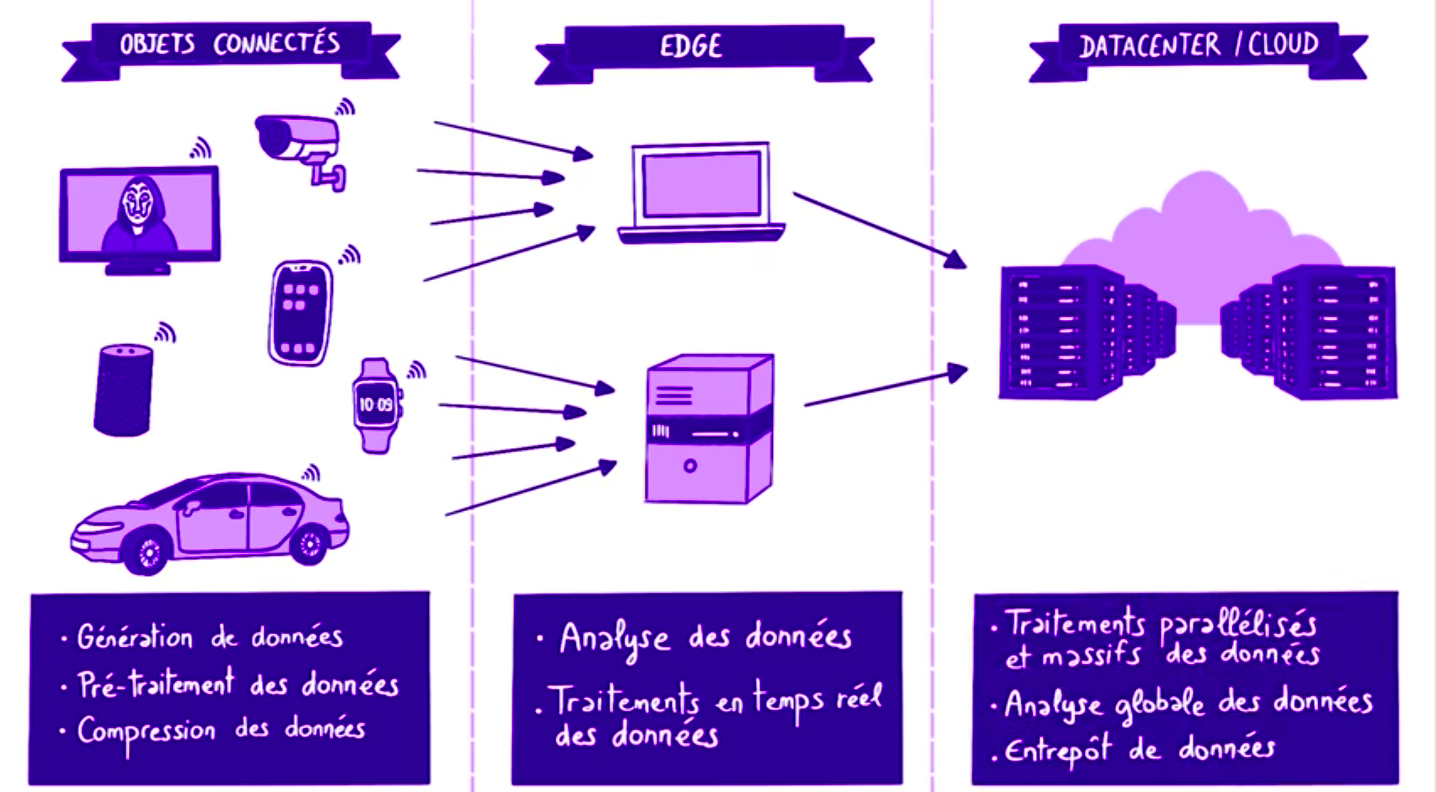 OBJETS CONNECTÉS
EDGE
DATACENTER / CLOUD
10:09
• Génération de données
• Pré-traitement des données
• Compression des données
• Analyse des données
• Traitements en temps réel
des données
• Traitements parallélisés
et massifs des données
• Analyse globale des données
• Entrepôt de données